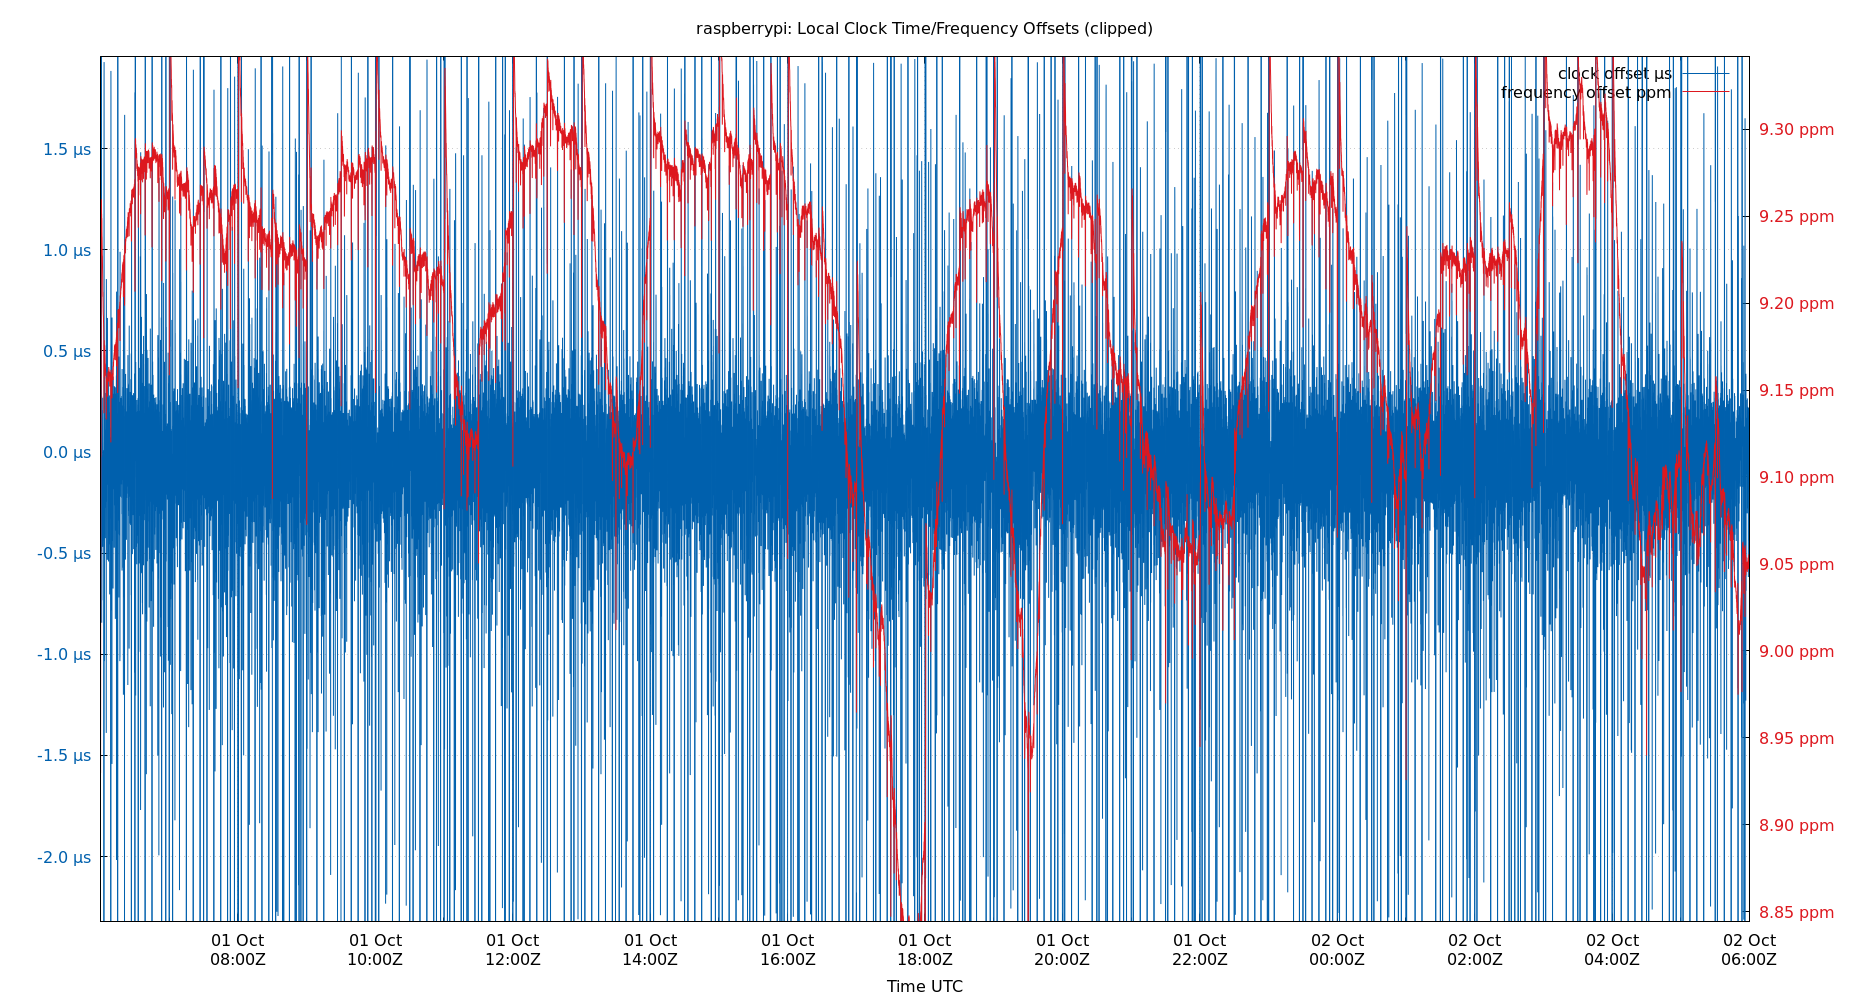 raspberrypi: Local Clock Time/Frequency Offsets (clipped)
clock offset µs
frequency offset ppm
1.5 µs
1.0 µs
0.5 µs
0.0 µs
-0.5 µs
-1.0 µs
-1.5 µs
-2.0 µs
9.30 ppm
9.25 ppm
9.20 ppm
9.15 ppm
9.10 ppm
9.05 ppm
9.00 ppm
8.95 ppm
8.90 ppm
8.85 ppm
01 Oct 01 Oct 01 Oct 01 Oct 01 Oct 01 Oct 01 Oct 01 Oct 02 Oct 02 Oct 02 Oct 02 Oct
08:00Z 10:00Z 12:00Z 14:00Z 16:00Z 18:00Z 20:00Z 22:00Z 00:00Z 02:00Z 04:00Z 06:00Z
Time UTC